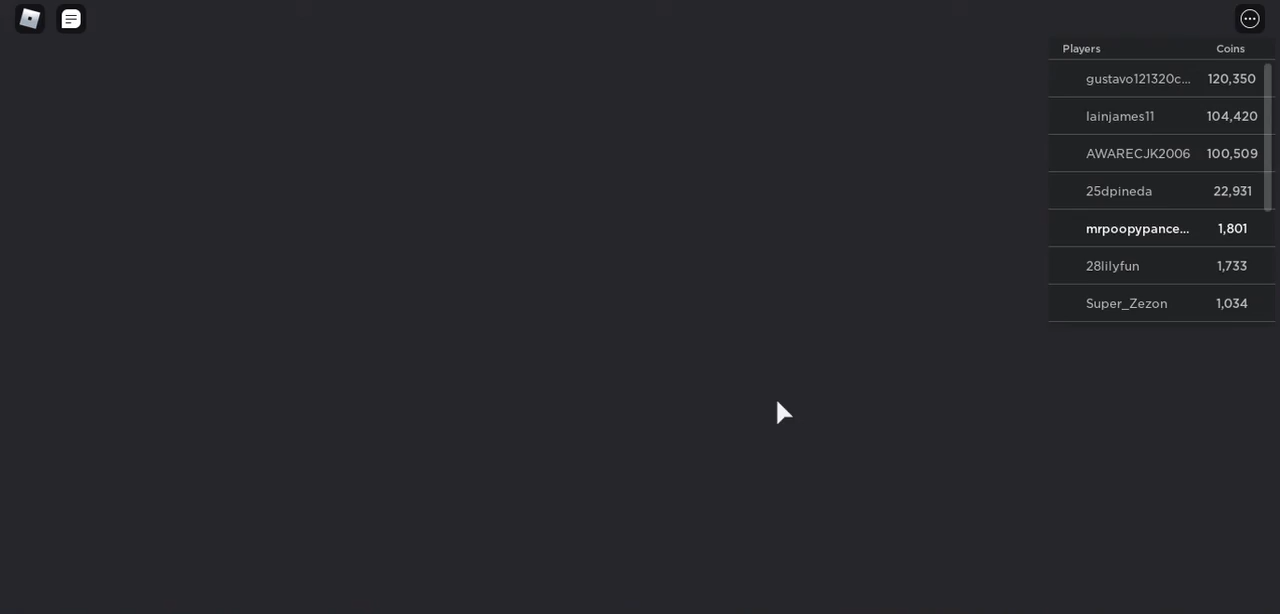 Players Coins
gustavo121320c... 120,350
Iainjames11 104,420
AWARECJK2006 100,509
25dpineda 22,931
mrpoopypance... 1,801
28lilyfun 1,733
Super_Zezon 1,034